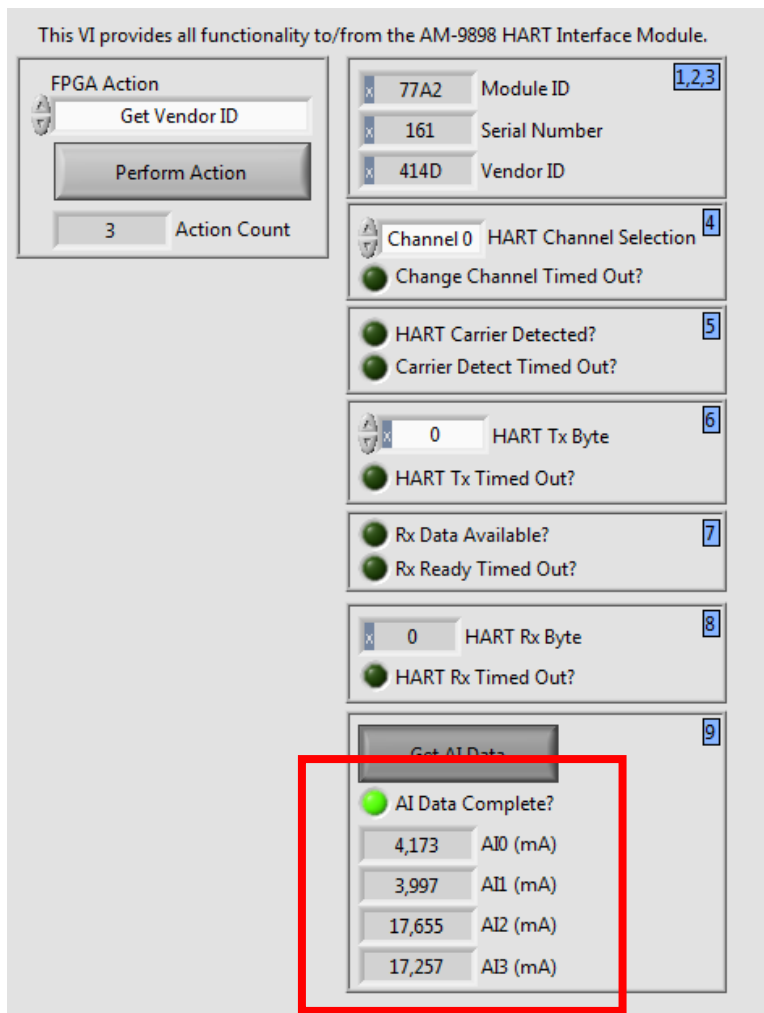 This VI provides all functionality to/from the AM-9898 HART Interface Module.
FPGA Action
Get Vendor ID
Perform Action
3 Action Count
1,2,3
x 77A2 Module ID
x 161 Serial Number
x 414D Vendor ID
4
Channel 0 HART Channel Selection
Change Channel Timed Out?
5
HART Carrier Detected?
Carrier Detect Timed Out?
6
x 0 HART Tx Byte
HART Tx Timed Out?
7
Rx Data Available?
Rx Ready Timed Out?
8
x 0 HART Rx Byte
HART Rx Timed Out?
9
Get AI Data
AI Data Complete?
4,173 AI0 (mA)
3,997 AI1 (mA)
17,655 AI2 (mA)
17,257 AI3 (mA)